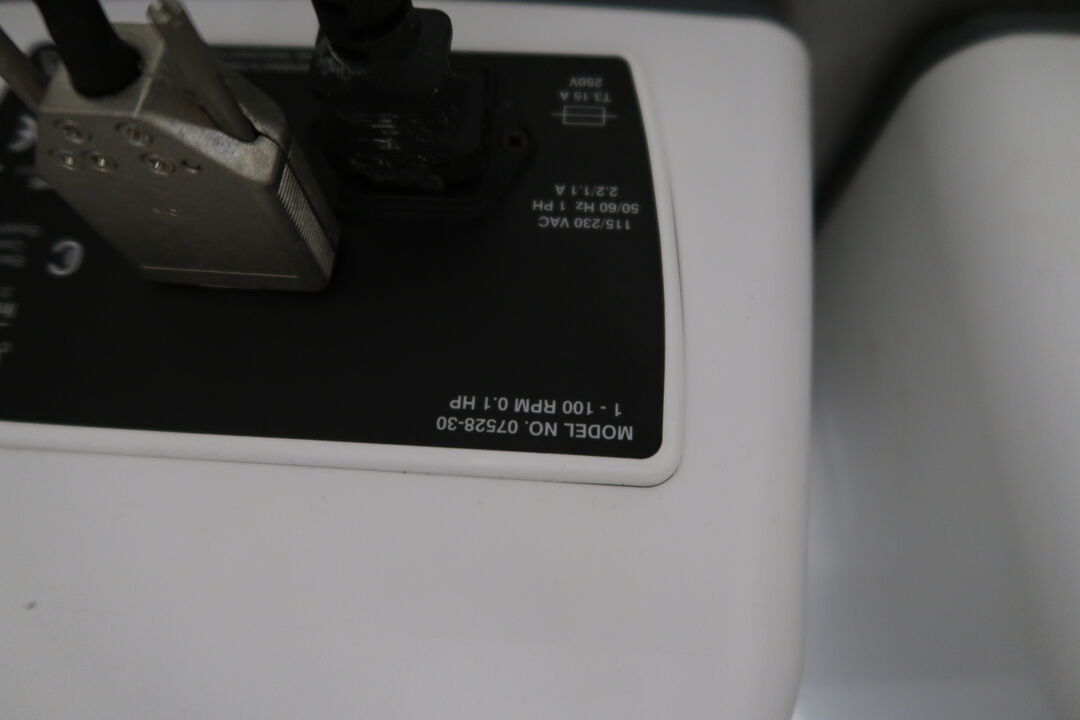 MODEL NO. 07528-30
1 - 100 RPM 0.1 HP
115/230 VAC
50/60 Hz 1 PH
2.2/1.1 A
T3.15 A
250V